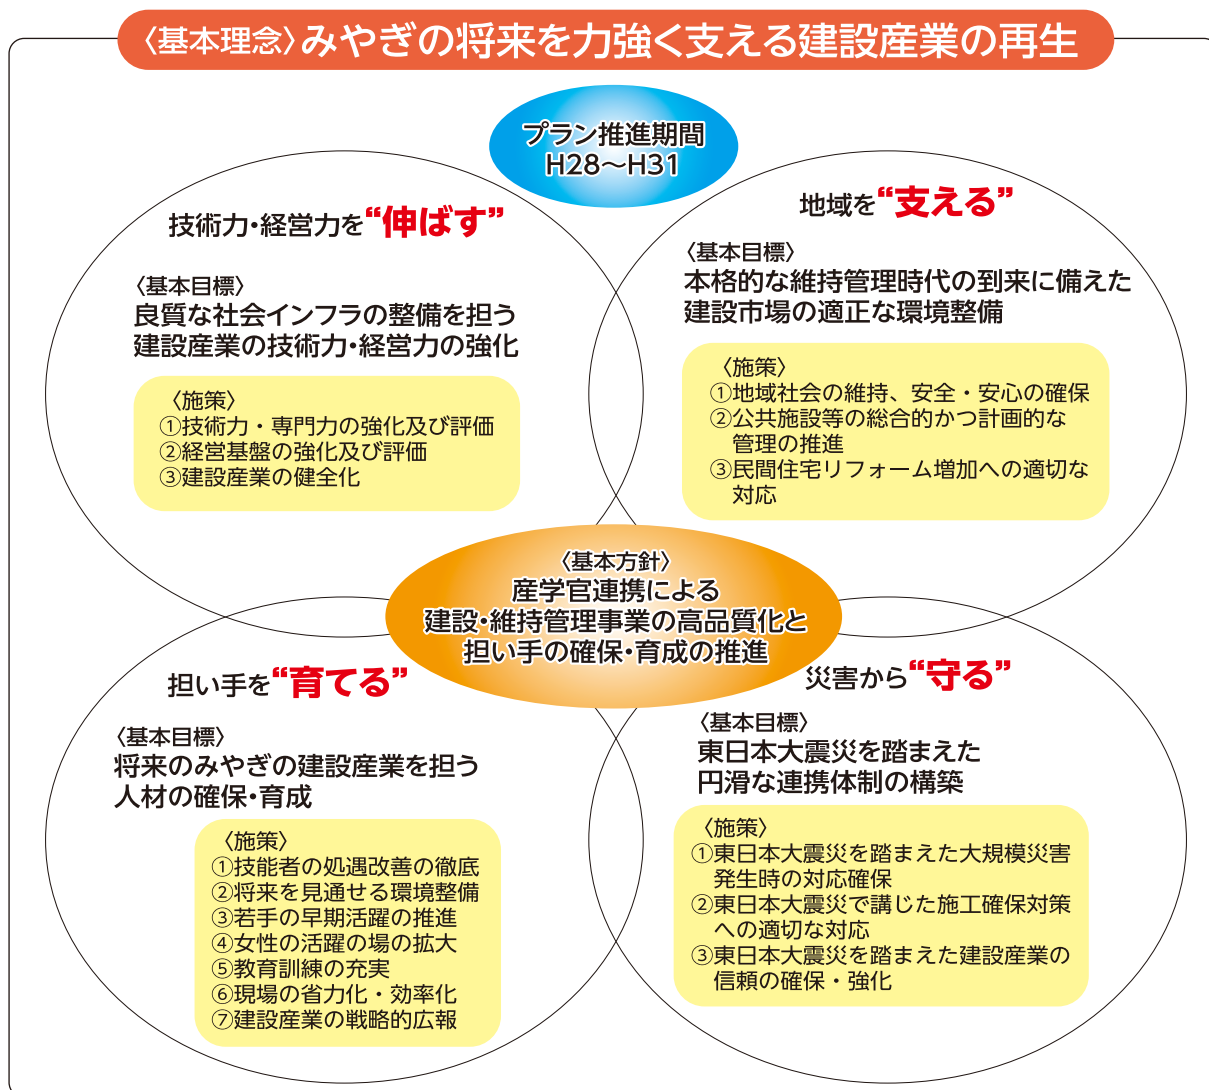 〈基本理念〉みやぎの将来を力強く支える建設産業の再生
プラン推進期間
H28～H31
技術力・経営力を“伸ばす”
〈基本目標〉
良質な社会インフラの整備を担う
建設産業の技術力・経営力の強化
〈施策〉
①技術力・専門力の強化及び評価
②経営基盤の強化及び評価
③建設産業の健全化
地域を“支える”
〈基本目標〉
本格的な維持管理時代の到来に備えた
建設市場の適正な環境整備
〈施策〉
①地域社会の維持、安全・安心の確保
②公共施設等の総合的かつ計画的な
管理の推進
③民間住宅リフォーム増加への適切な
対応
〈基本方針〉
産学官連携による
建設・維持管理事業の高品質化と
担い手の確保・育成の推進
担い手を“育てる”
〈基本目標〉
将来のみやぎの建設産業を担う
人材の確保・育成
〈施策〉
①技能者の処遇改善の徹底
②将来を見通せる環境整備
③若手の早期活躍の推進
④女性の活躍の場の拡大
⑤教育訓練の充実
⑥現場の省力化・効率化
⑦建設産業の戦略的広報
災害から“守る”
〈基本目標〉
東日本大震災を踏まえた
円滑な連携体制の構築
〈施策〉
①東日本大震災を踏まえた大規模災害
発生時の対応確保
②東日本大震災で講じた施工確保対策
への適切な対応
③東日本大震災を踏まえた建設産業の
信頼の確保・強化